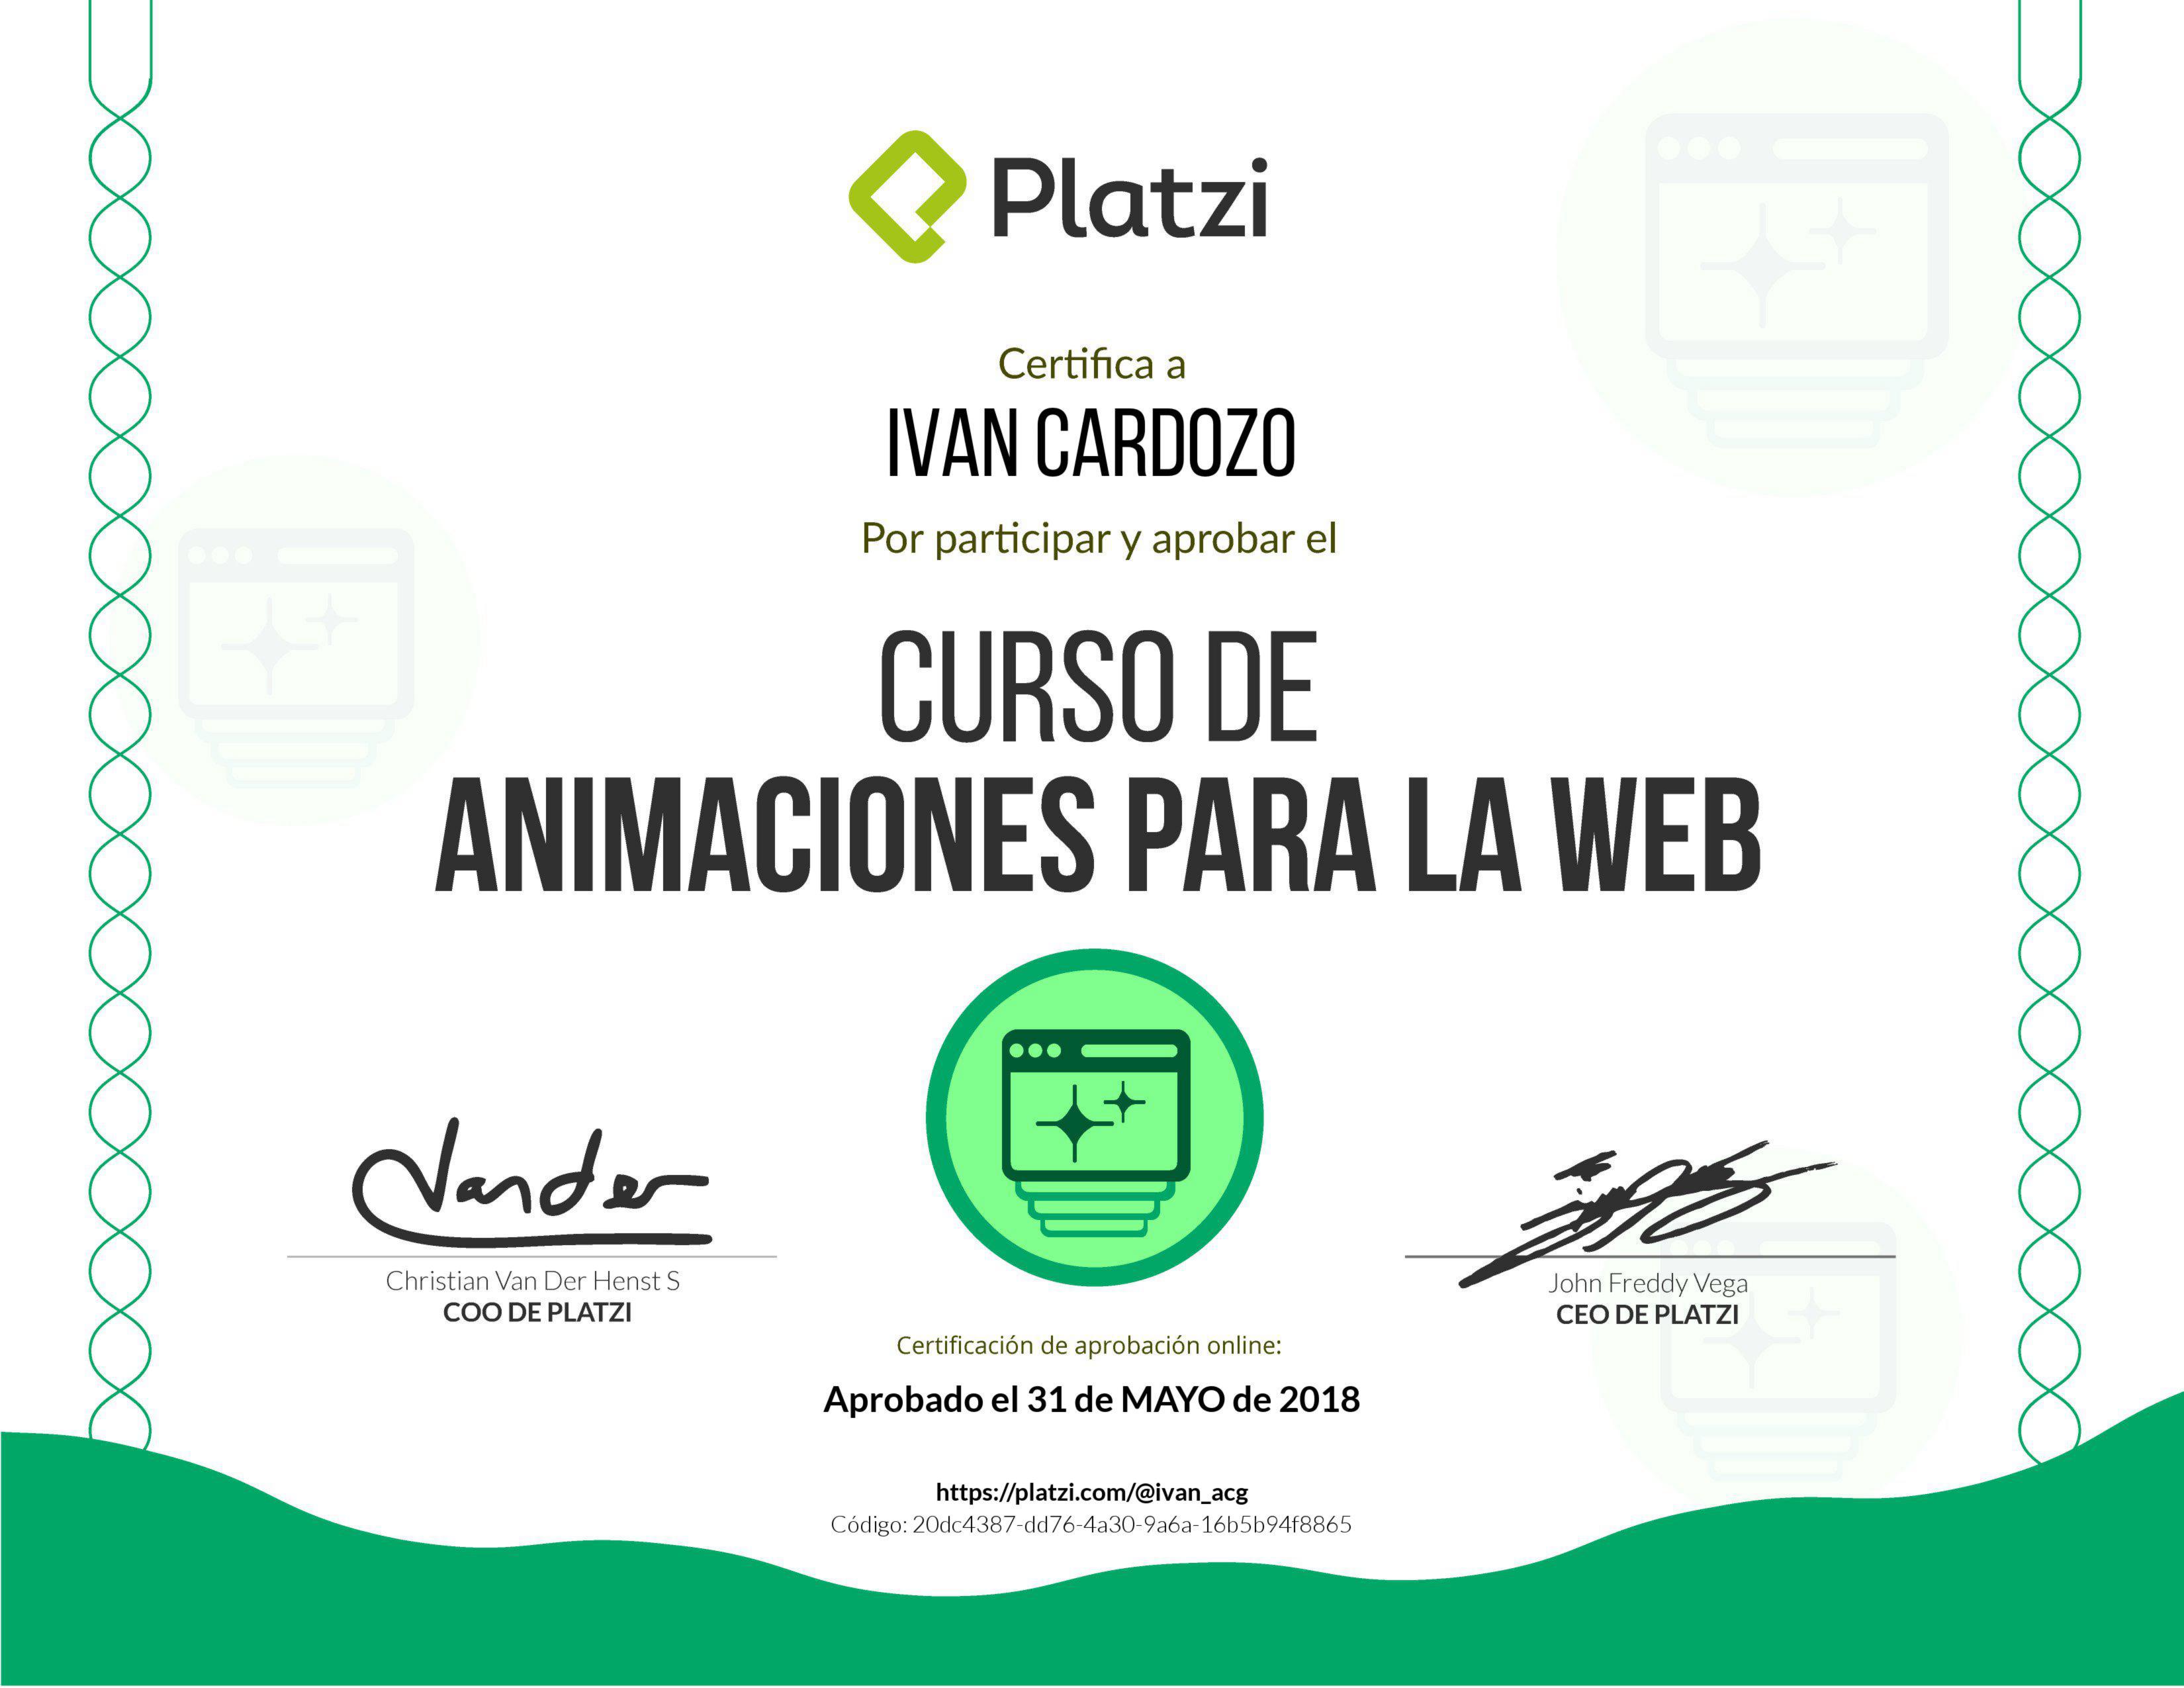 Platzi
Certifica a
IVAN CARDOZO
Por participar y aprobar el
CURSO DE
ANIMACIONES PARA LA WEB
Vander
Christian Van Der Henst S
COO DE PLATZI
John Freddy Vega
CEO DE PLATZI
Certificación de aprobación online:
Aprobado el 31 de MAYO de 2018
https://platzi.com/@ivan_acg
Código: 20dc4387-dd76-4a30-9a6a-16b5b94f8865